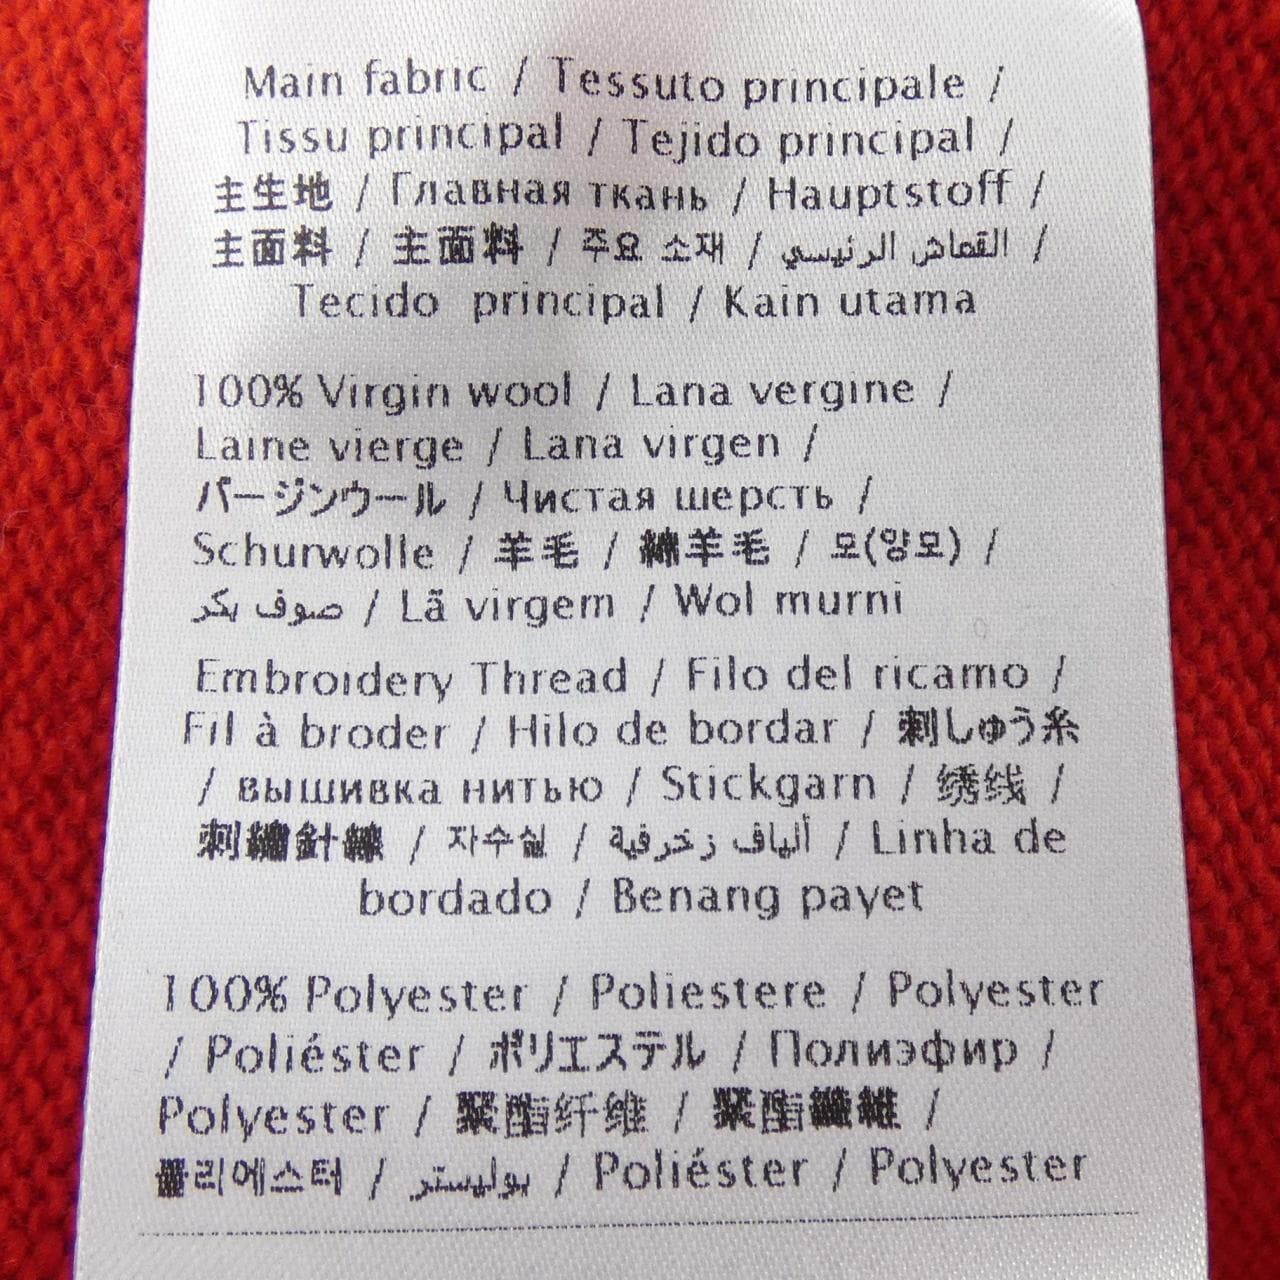 Main fabric / Tessuto principale /
Tissu principal / Tejido principal /
主生地 / Главная ткань / Hauptstoff /
主面料 / 主面料 / 주요 소재 / القماش الرئيسي /
Tecido principal / Kain utama
100% Virgin wool / Lana vergine /
Laine vierge / Lana virgen /
バージンウール / Чистая шерсть /
Schurwolle / 羊毛 / 綿羊毛 / 모(양모) /
صوف بكر / Lã virgem / Wol murni
Embroidery Thread / Filo del ricamo /
Fil à broder / Hilo de bordar / 刺しゅう糸
/ вышивка нитью / Stickgarn / 绣线 /
刺繡針線 / 자수실 / ألياف زخرفية / Linha de
bordado / Benang payet
100% Polyester / Poliestere / Polyester
/ Poliéster / ポリエステル / Полиэфир /
Polyester / 聚酯纤维 / 聚酯纖維 /
폴리에스터 / بوليستر / Poliéster / Polyester